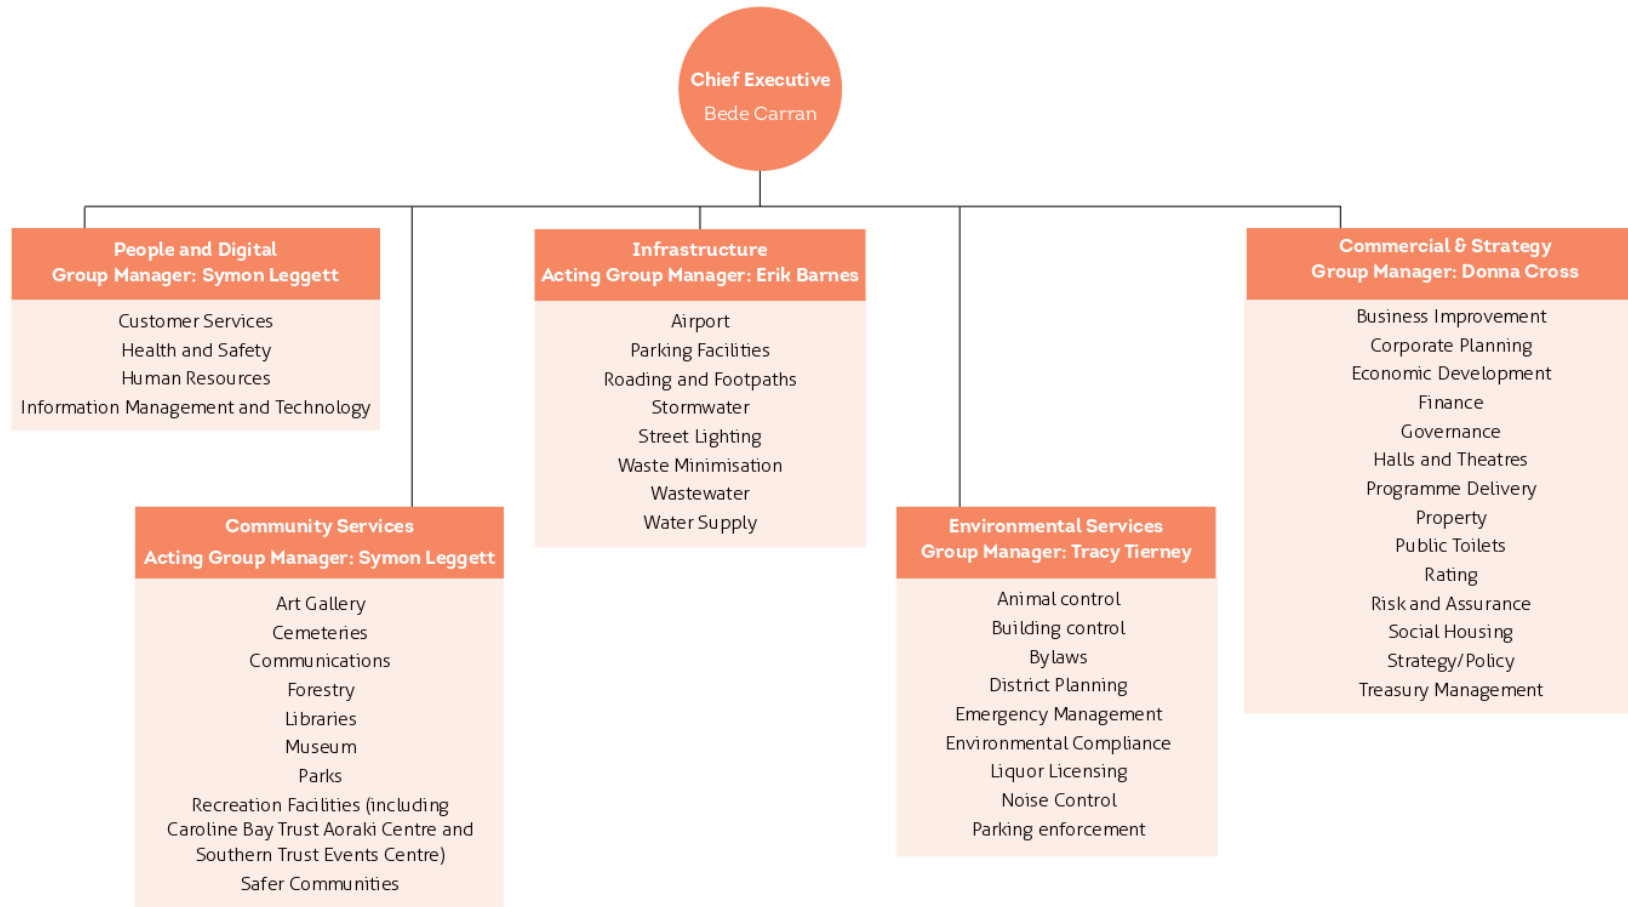 Chief Executive
Bede Carran
People and Digital
Group Manager: Symon Leggett
Customer Services
Health and Safety
Human Resources
Information Management and Technology
Community Services
Acting Group Manager: Symon Leggett
Art Gallery
Cemeteries
Communications
Forestry
Libraries
Museum
Parks
Recreation Facilities (including
Caroline Bay Trust Aoraki Centre and
Southern Trust Events Centre)
Safer Communities
Infrastructure
Acting Group Manager: Erik Barnes
Airport
Parking Facilities
Roading and Footpaths
Stormwater
Street Lighting
Waste Minimisation
Wastewater
Water Supply
Environmental Services
Group Manager: Tracy Tierney
Animal control
Building control
Bylaws
District Planning
Emergency Management
Environmental Compliance
Liquor Licensing
Noise Control
Parking enforcement
Commercial & Strategy
Group Manager: Donna Cross
Business Improvement
Corporate Planning
Economic Development
Finance
Governance
Halls and Theatres
Programme Delivery
Property
Public Toilets
Rating
Risk and Assurance
Social Housing
Strategy/Policy
Treasury Management